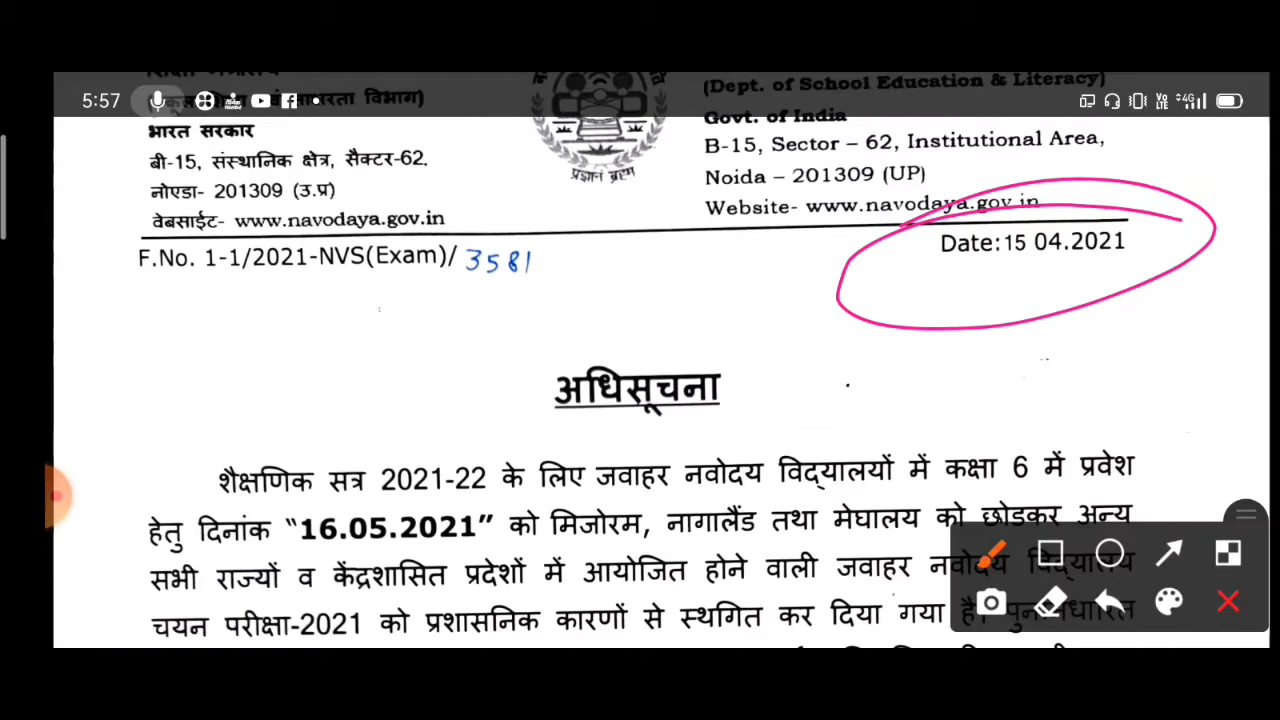 5:57
(Dept. of School Education & Literacy)
भारत सरकार
Govt. of India
बी-15, संस्थानिक क्षेत्र, सैक्टर-62,
B-15, Sector – 62, Institutional Area,
नोएडा- 201309 (उ.प्र)
Noida – 201309 (UP)
प्रज्ञानं ब्रह्म
वेबसाईट- www.navodaya.gov.in
Website- www.navodaya.gov.in
F.No. 1-1/2021-NVS(Exam)/ 3581
Date:15 04.2021
अधिसूचना
शैक्षणिक सत्र 2021-22 के लिए जवाहर नवोदय विद्यालयों में कक्षा 6 में प्रवेश
हेतु दिनांक “16.05.2021” को मिजोरम, नागालैंड तथा मेघालय को छोडकर अन्य
सभी राज्यों व केंद्रशासित प्रदेशों में आयोजित होने वाली जवाहर नवोदय विद्यालय
चयन परीक्षा-2021 को प्रशासनिक कारणों से स्थगित कर दिया गया है।